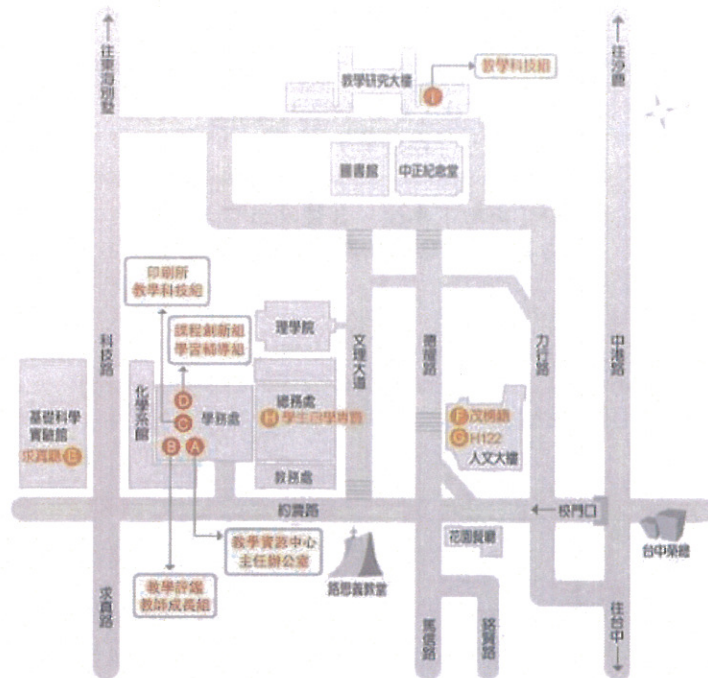 往東海別墅
往沙鹿
教學研究大樓
I
教學科技組
圖書館
中正紀念堂
印刷所
教學科技組
課程創新組
學習輔導組
理學院
科技路
文理大道
德耀路
力行路
中港路
化學系館
基礎科學
實驗館
求真廳 E
D
C
B
A
學務處
總務處
H 學生自學專賣
教務處
F 茂榜廳
G H122
人文大樓
約農路
校門口
台中榮總
花園餐廳
教學資源中心
主任辦公室
路思義教堂
教學評鑑
教師成長組
求真路
馬信路
銘賢路
往台中